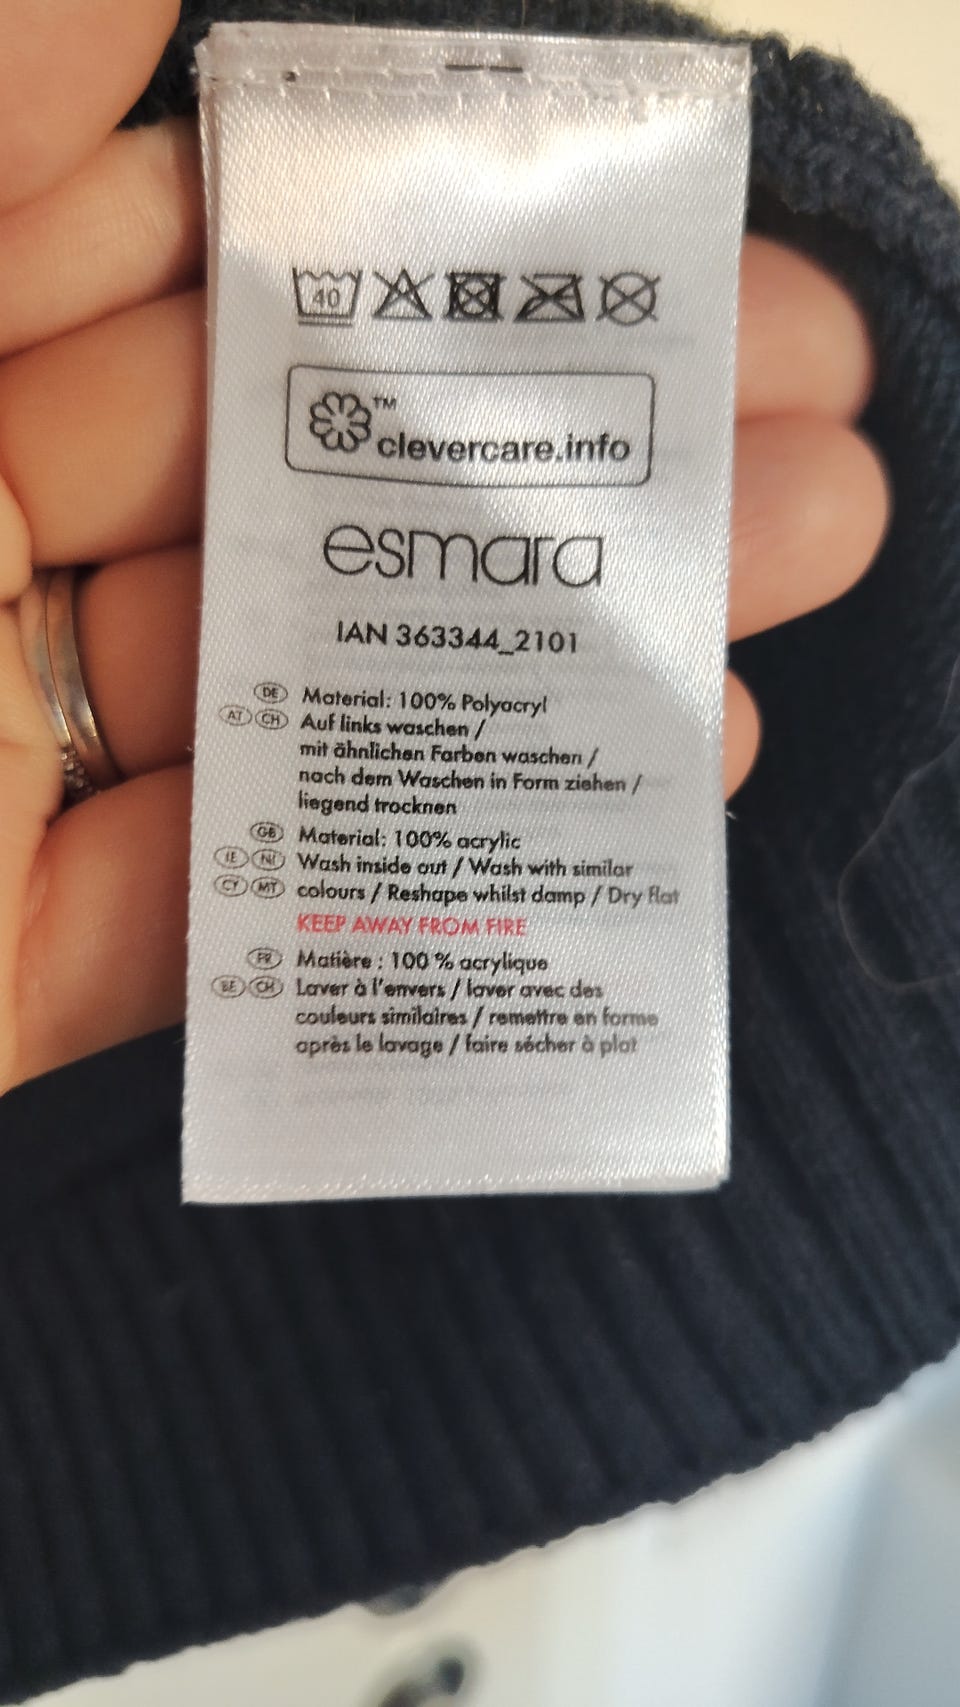 40
TM
clevercare.info
esmara
IAN 363344_2101
DE Material: 100% Polyacryl
AT CH Auf links waschen /
mit ähnlichen Farben waschen /
nach dem Waschen in Form ziehen /
liegend trocknen
GB Material: 100% acrylic
IE NI Wash inside out / Wash with similar
CY MT colours / Reshape whilst damp / Dry flat
KEEP AWAY FROM FIRE
FR Matière : 100 % acrylique
BE CH Laver à l'envers / laver avec des
couleurs similaires / remettre en forme
après le lavage / faire sécher à plat